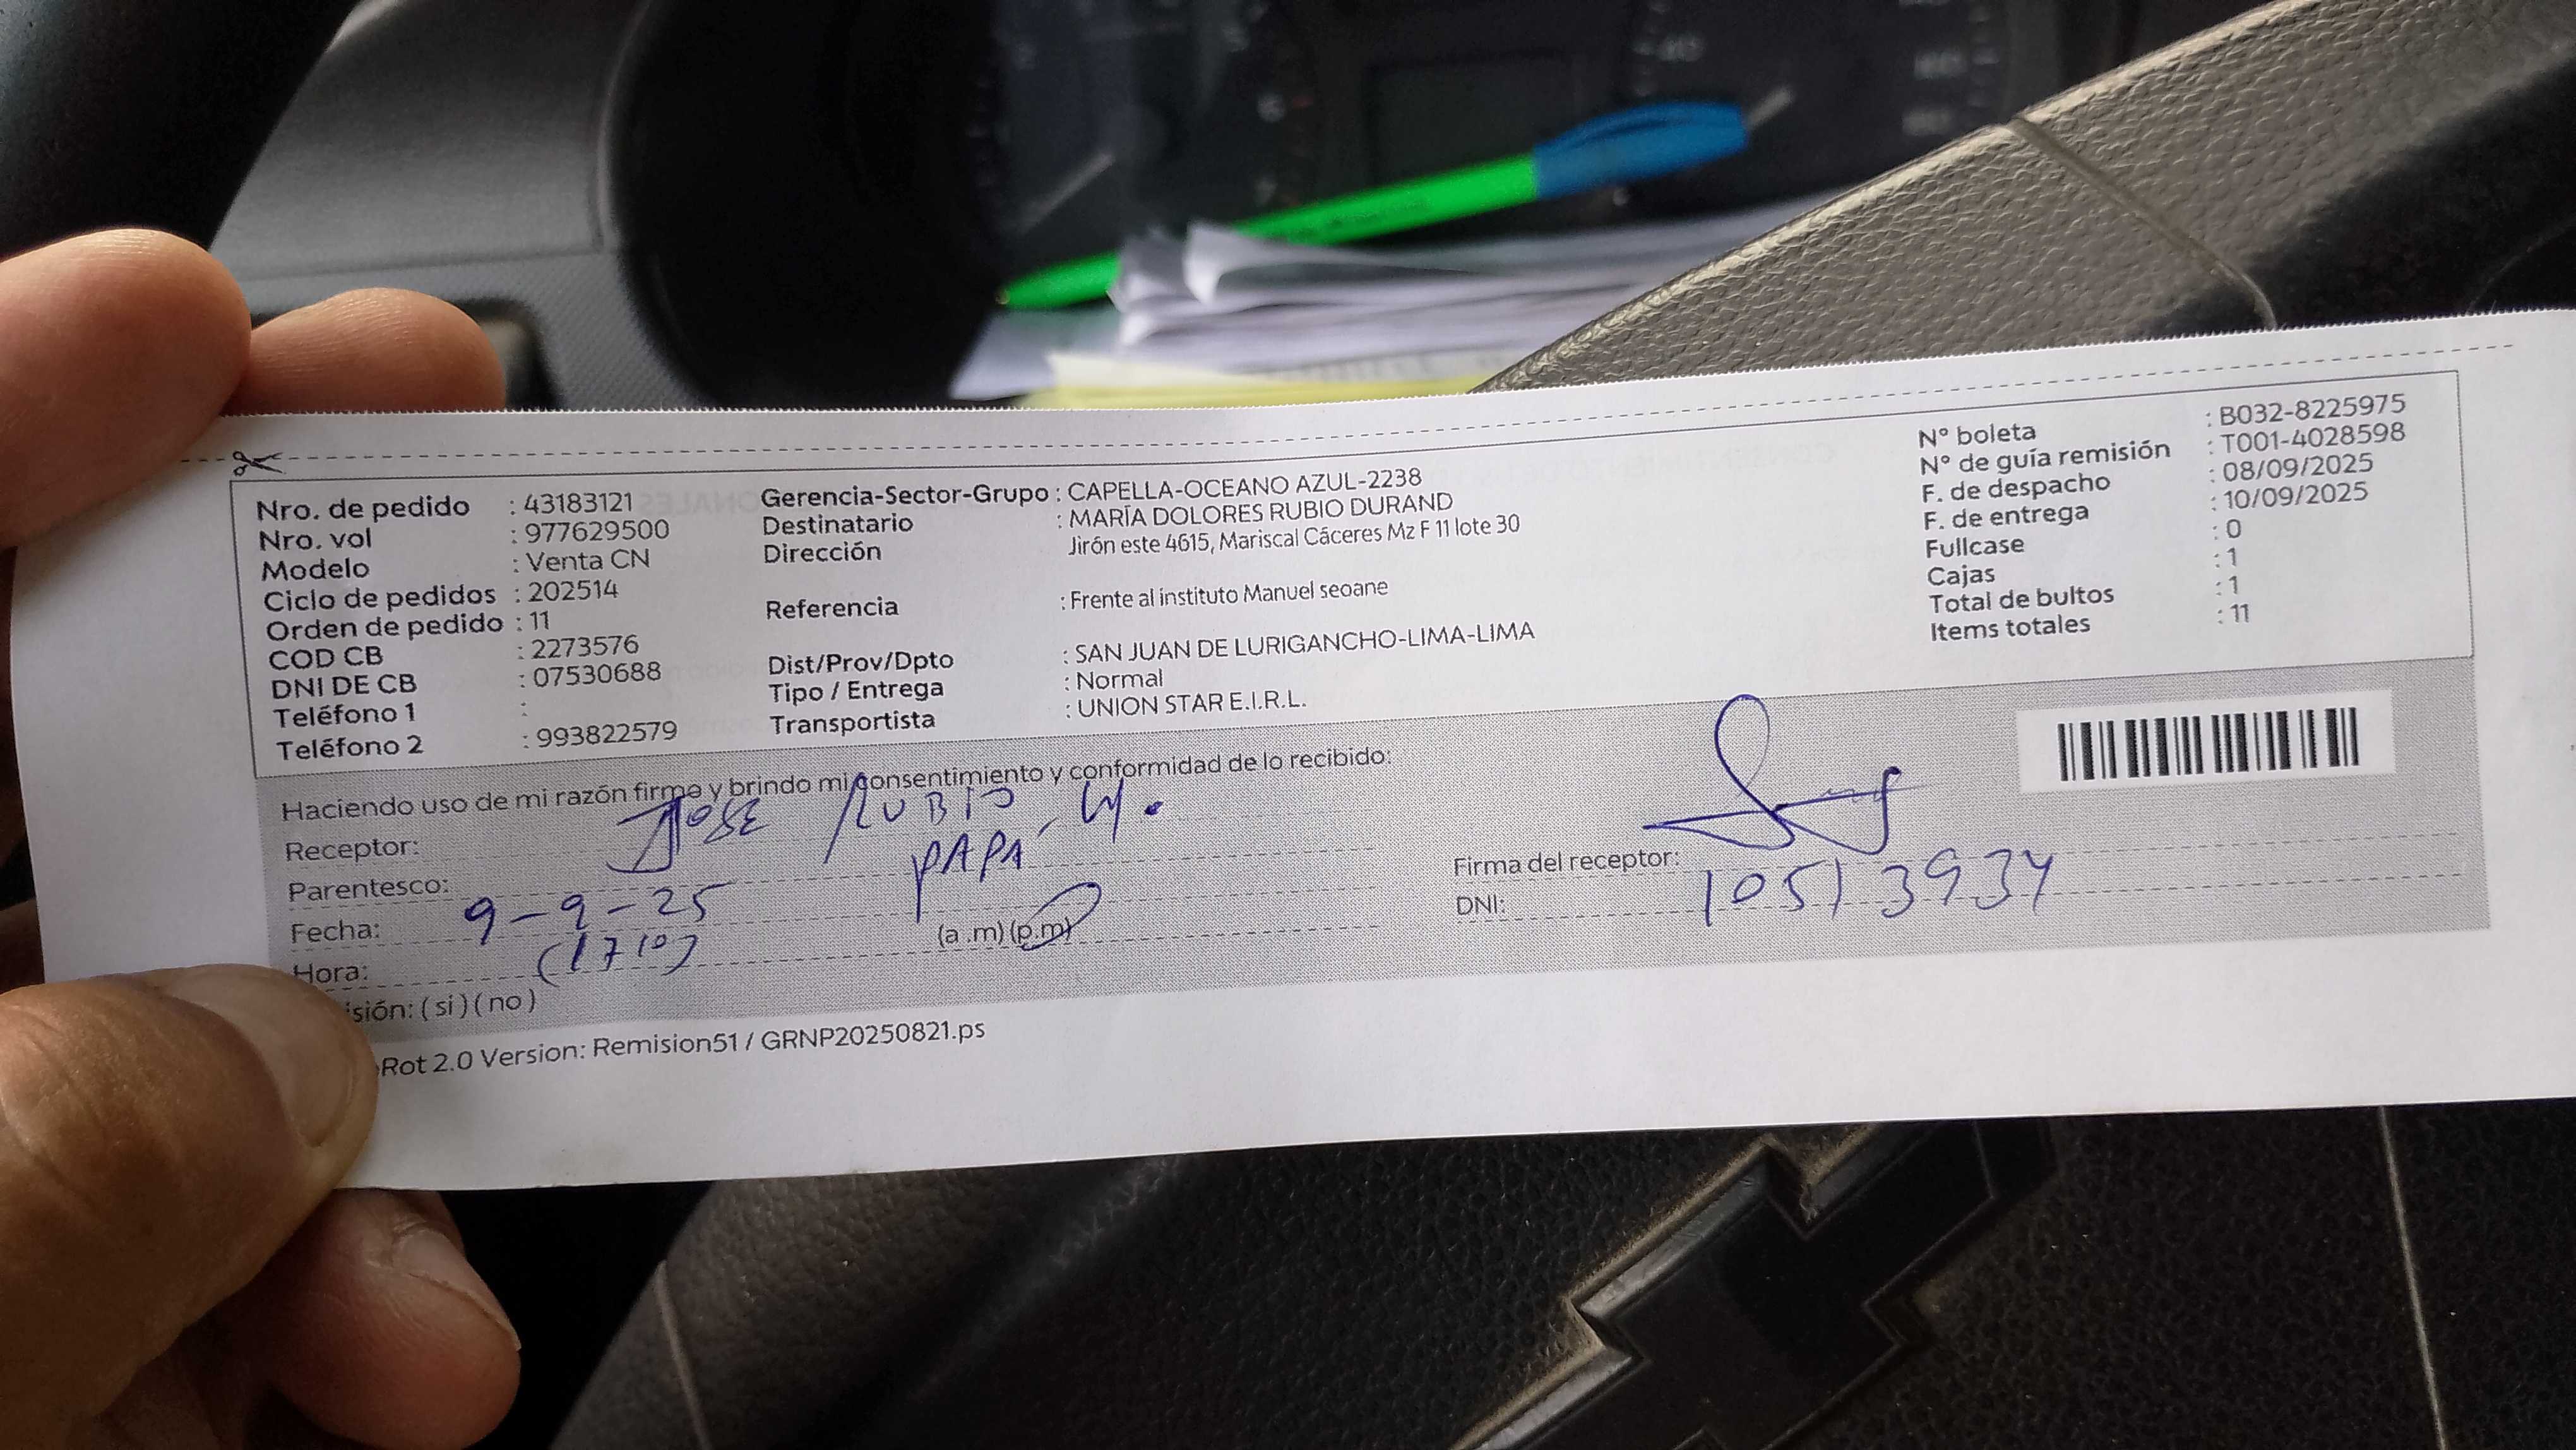 Nro. de pedido : 43183121
Nro. vol : 977629500
Modelo : Venta CN
Ciclo de pedidos : 202514
Orden de pedido : 11
COD CB : 2273576
DNI DE CB : 07530688
Teléfono 1 :
Teléfono 2 : 993822579
Gerencia-Sector-Grupo : CAPELLA-OCEANO AZUL-2238
Destinatario : MARÍA DOLORES RUBIO DURAND
Dirección Jirón este 4615, Mariscal Cáceres Mz F 11 lote 30
Referencia : Frente al instituto Manuel seoane
Dist/Prov/Dpto : SAN JUAN DE LURIGANCHO-LIMA-LIMA
Tipo / Entrega : Normal
Transportista : UNION STAR E.I.R.L.
N° boleta : B032-8225975
N° de guía remisión : T001-4028598
F. de despacho : 08/09/2025
F. de entrega : 10/09/2025
Fullcase : 0
Cajas : 1
Total de bultos : 1
Items totales : 11
Haciendo uso de mi razón firmo y brindo mi consentimiento y conformidad de lo recibido:
Receptor: JOSE RUBIO
Parentesco: PAPÁ
Fecha: 9-9-25
Hora: (1710) (a .m) (p.m)
isión: ( si ) ( no )
Firma del receptor:
DNI: 10513934
Rot 2.0 Version: Remision51 / GRNP20250821.ps